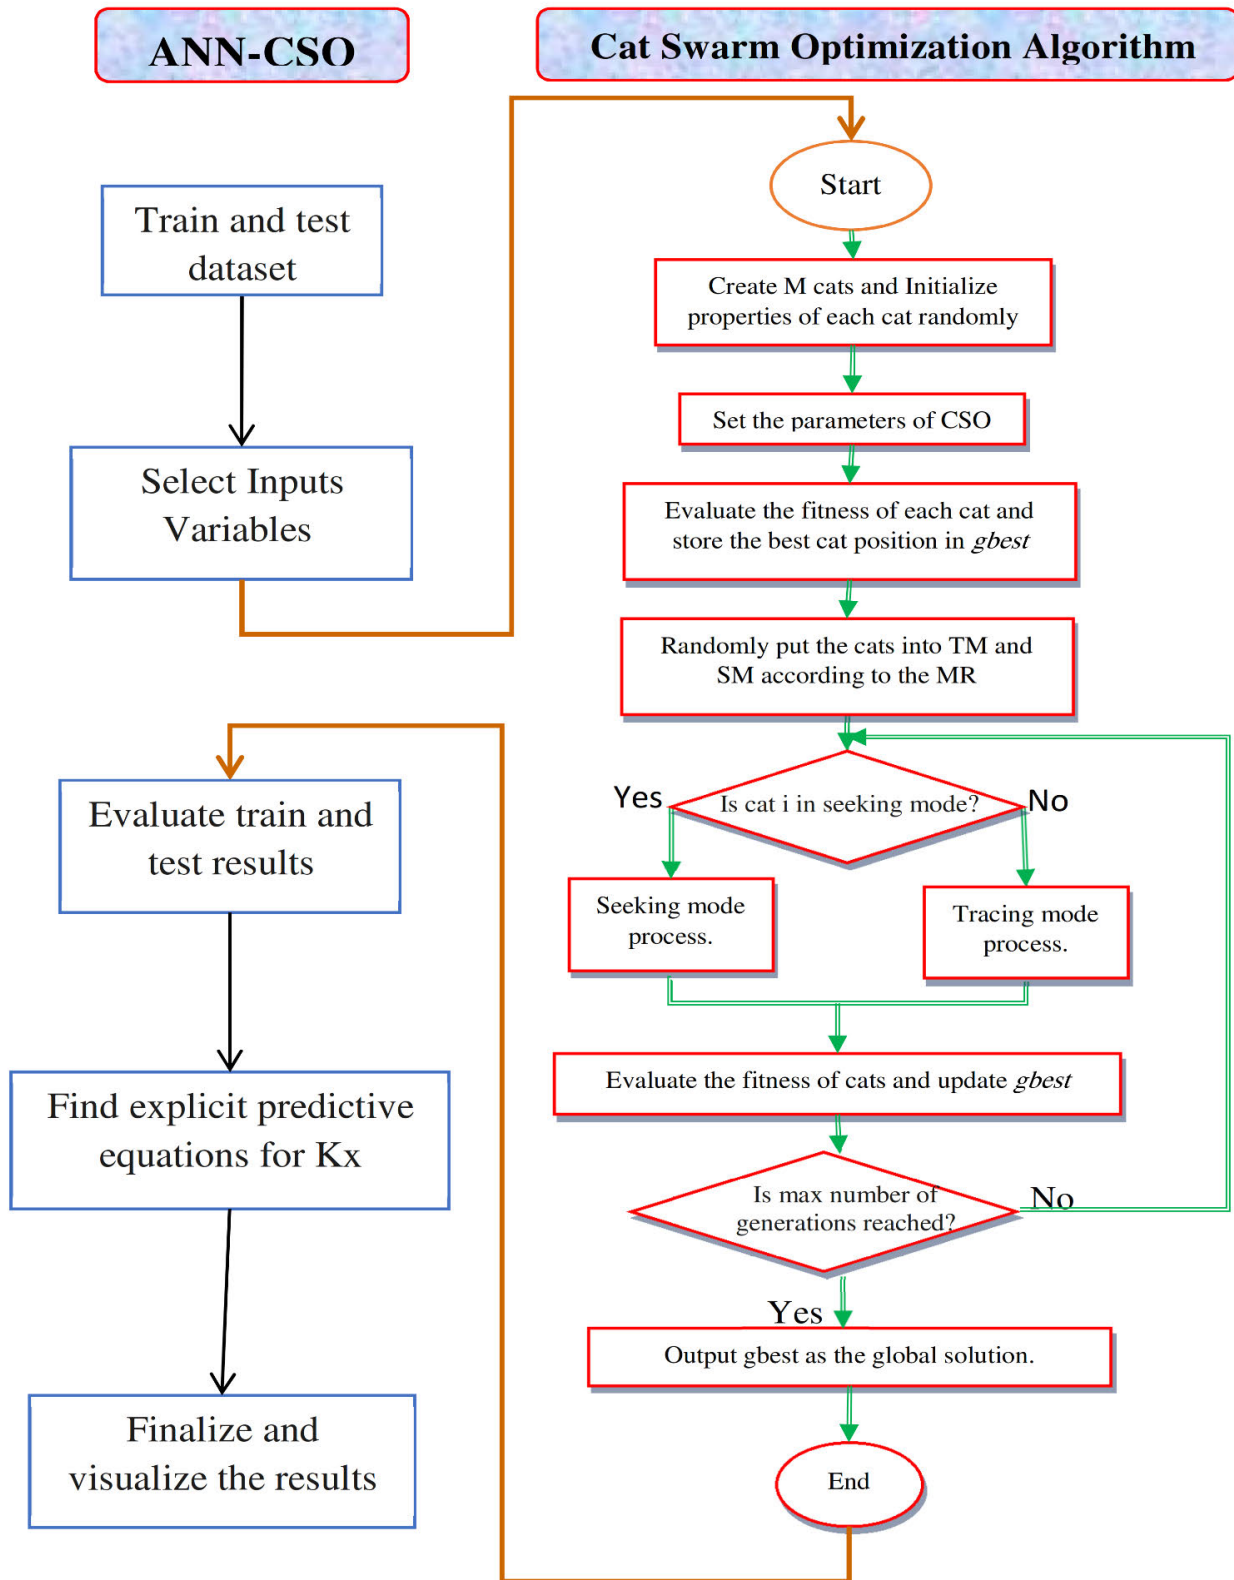 ANN-CSO
Train and test
dataset
Select Inputs
Variables
Evaluate train and
test results
Find explicit predictive
equations for Kx
Finalize and
visualize the results
Cat Swarm Optimization Algorithm
Start
Create M cats and Initialize
properties of each cat randomly
Set the parameters of CSO
Evaluate the fitness of each cat and
store the best cat position in gbest
Randomly put the cats into TM and
SM according to the MR
Is cat i in seeking mode?
Yes
No
Seeking mode
process.
Tracing mode
process.
Evaluate the fitness of cats and update gbest
Is max number of
generations reached?
No
Yes
Output gbest as the global solution.
End